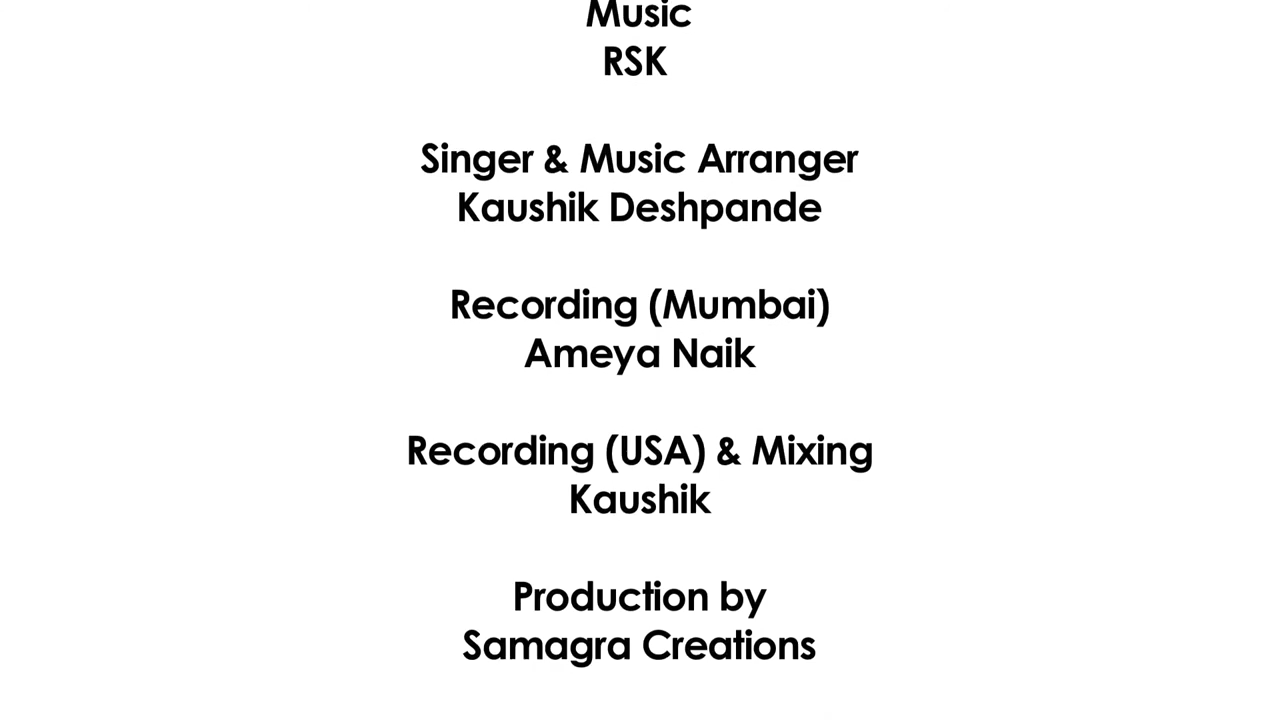 Music
RSK
Singer & Music Arranger
Kaushik Deshpande
Recording (Mumbai)
Ameya Naik
Recording (USA) & Mixing
Kaushik
Production by
Samagra Creations